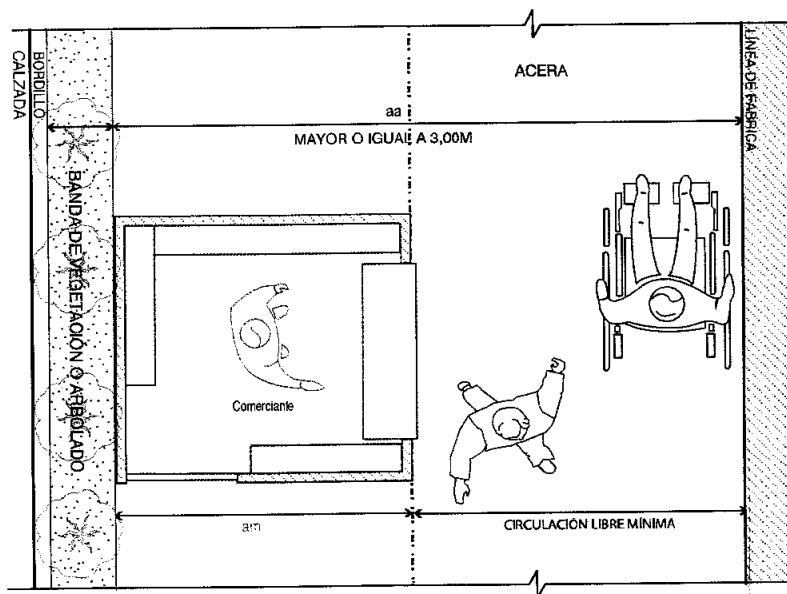 ACERA
aa
MAYOR O IGUAL A 3,00M
CALZADA
BORDILLO
BANDA DE VEGETACIÓN O ARBOLADO
LÍNEA DE FABRICA
Comerciante
am
CIRCULACIÓN LIBRE MÍNIMA